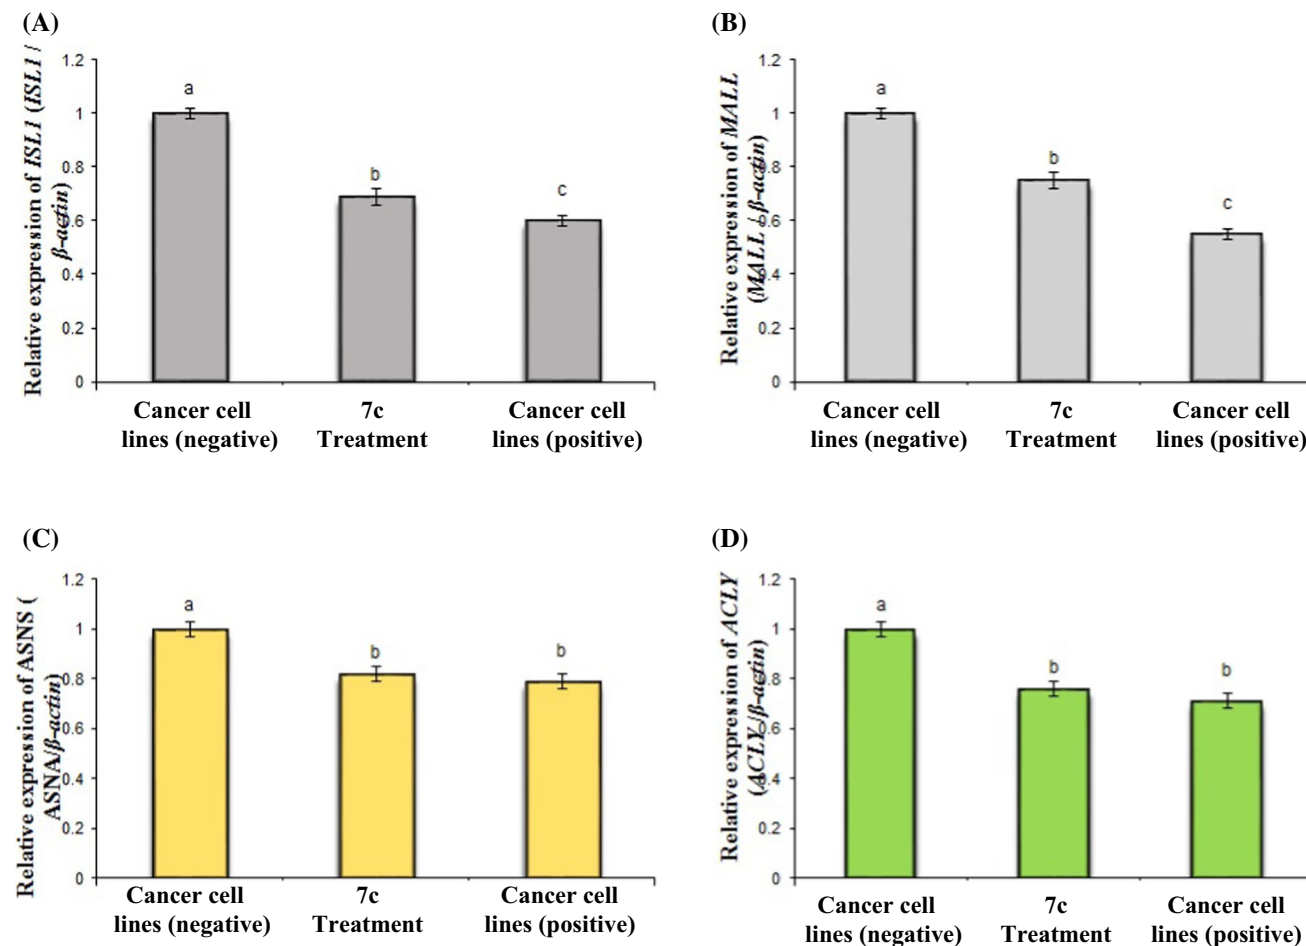 (A)
Relative expression of ISL1 (ISL1 /
β-actin)
1.2
1
0.8
0.6
0.4
0.2
0
a
b
c
Cancer cell
lines (negative)
7c
Treatment
Cancer cell
lines (positive)
(B)
Relative expression of MALL
(MALL / β-actin)
1.2
1
0.8
0.6
0.4
0.2
0
a
b
c
Cancer cell
lines (negative)
7c
Treatment
Cancer cell
lines (positive)
(C)
Relative expression of ASNS (
ASNA/β-actin)
1.2
1
0.8
0.6
0.4
0.2
0
a
b
b
Cancer cell
lines (negative)
7c
Treatment
Cancer cell
lines (positive)
(D)
Relative expression of ACLY
(ACLY/β-actin)
1.2
1
0.8
0.6
0.4
0.2
0
a
b
b
Cancer cell
lines (negative)
7c
Treatment
Cancer cell
lines (positive)